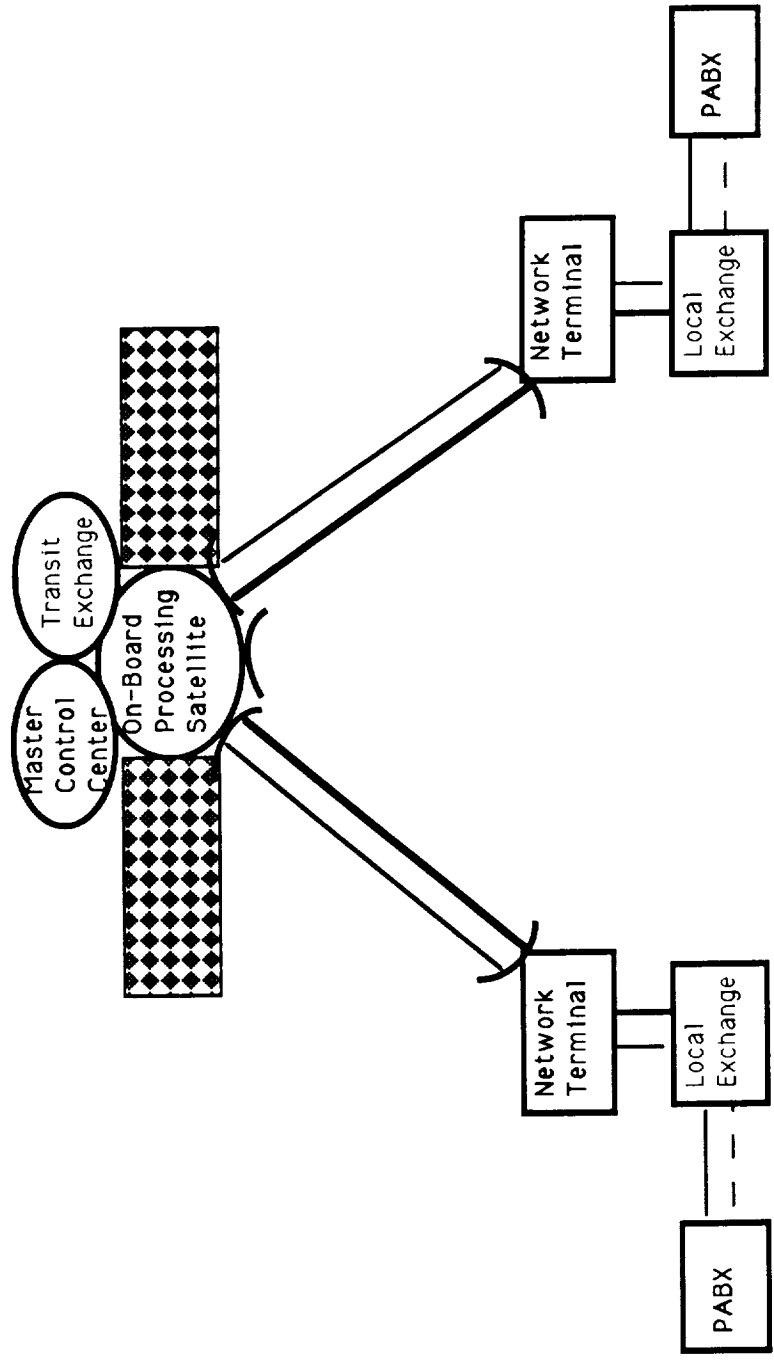 Master
Control
Center
Transit
Exchange
On-Board
Processing
Satellite
Network
Terminal
Network
Terminal
PABX
Local
Exchange
Local
Exchange
PABX